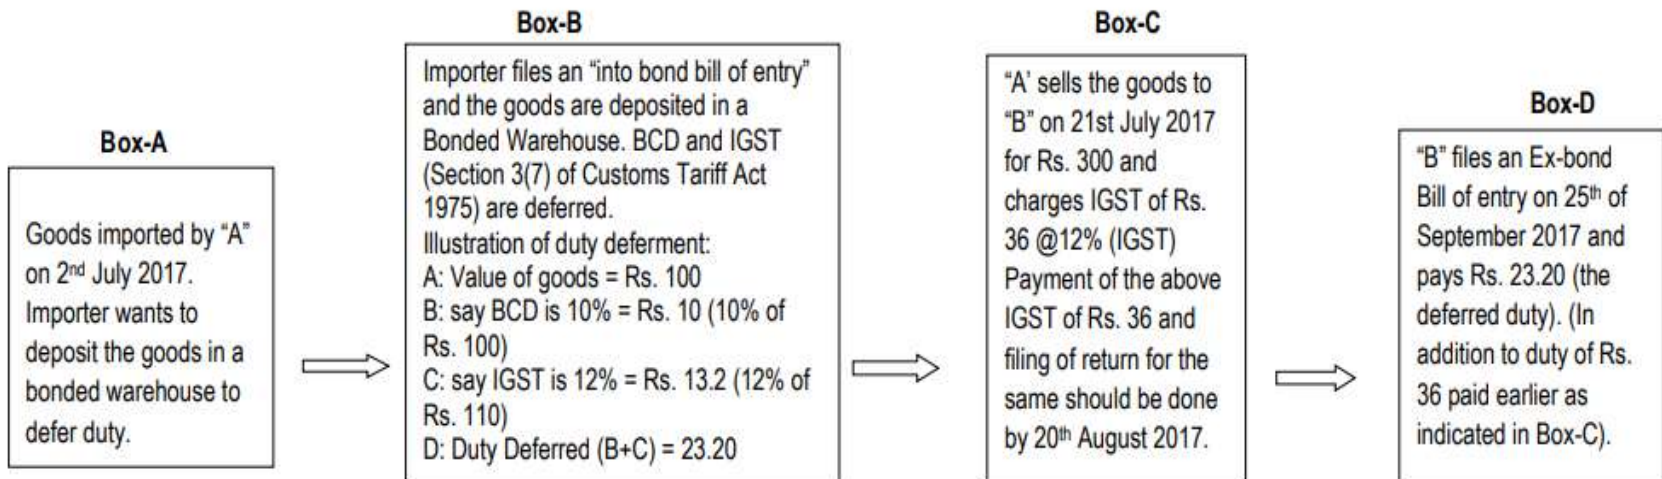 Box-A
Goods imported by "A"
on 2nd July 2017.
Importer wants to
deposit the goods in a
bonded warehouse to
defer duty.
Box-B
Importer files an “into bond bill of entry”
and the goods are deposited in a
Bonded Warehouse. BCD and IGST
(Section 3(7) of Customs Tariff Act
1975) are deferred.
Illustration of duty deferment:
A: Value of goods = Rs. 100
B: say BCD is 10% = Rs. 10 (10% of
Rs. 100)
C: say IGST is 12% = Rs. 13.2 (12% of
Rs. 110)
D: Duty Deferred (B+C) = 23.20
Box-C
“A’ sells the goods to
“B” on 21st July 2017
for Rs. 300 and
charges IGST of Rs.
36 @12% (IGST)
Payment of the above
IGST of Rs. 36 and
filing of return for the
same should be done
by 20th August 2017.
Box-D
“B” files an Ex-bond
Bill of entry on 25th of
September 2017 and
pays Rs. 23.20 (the
deferred duty). (In
addition to duty of Rs.
36 paid earlier as
indicated in Box-C).